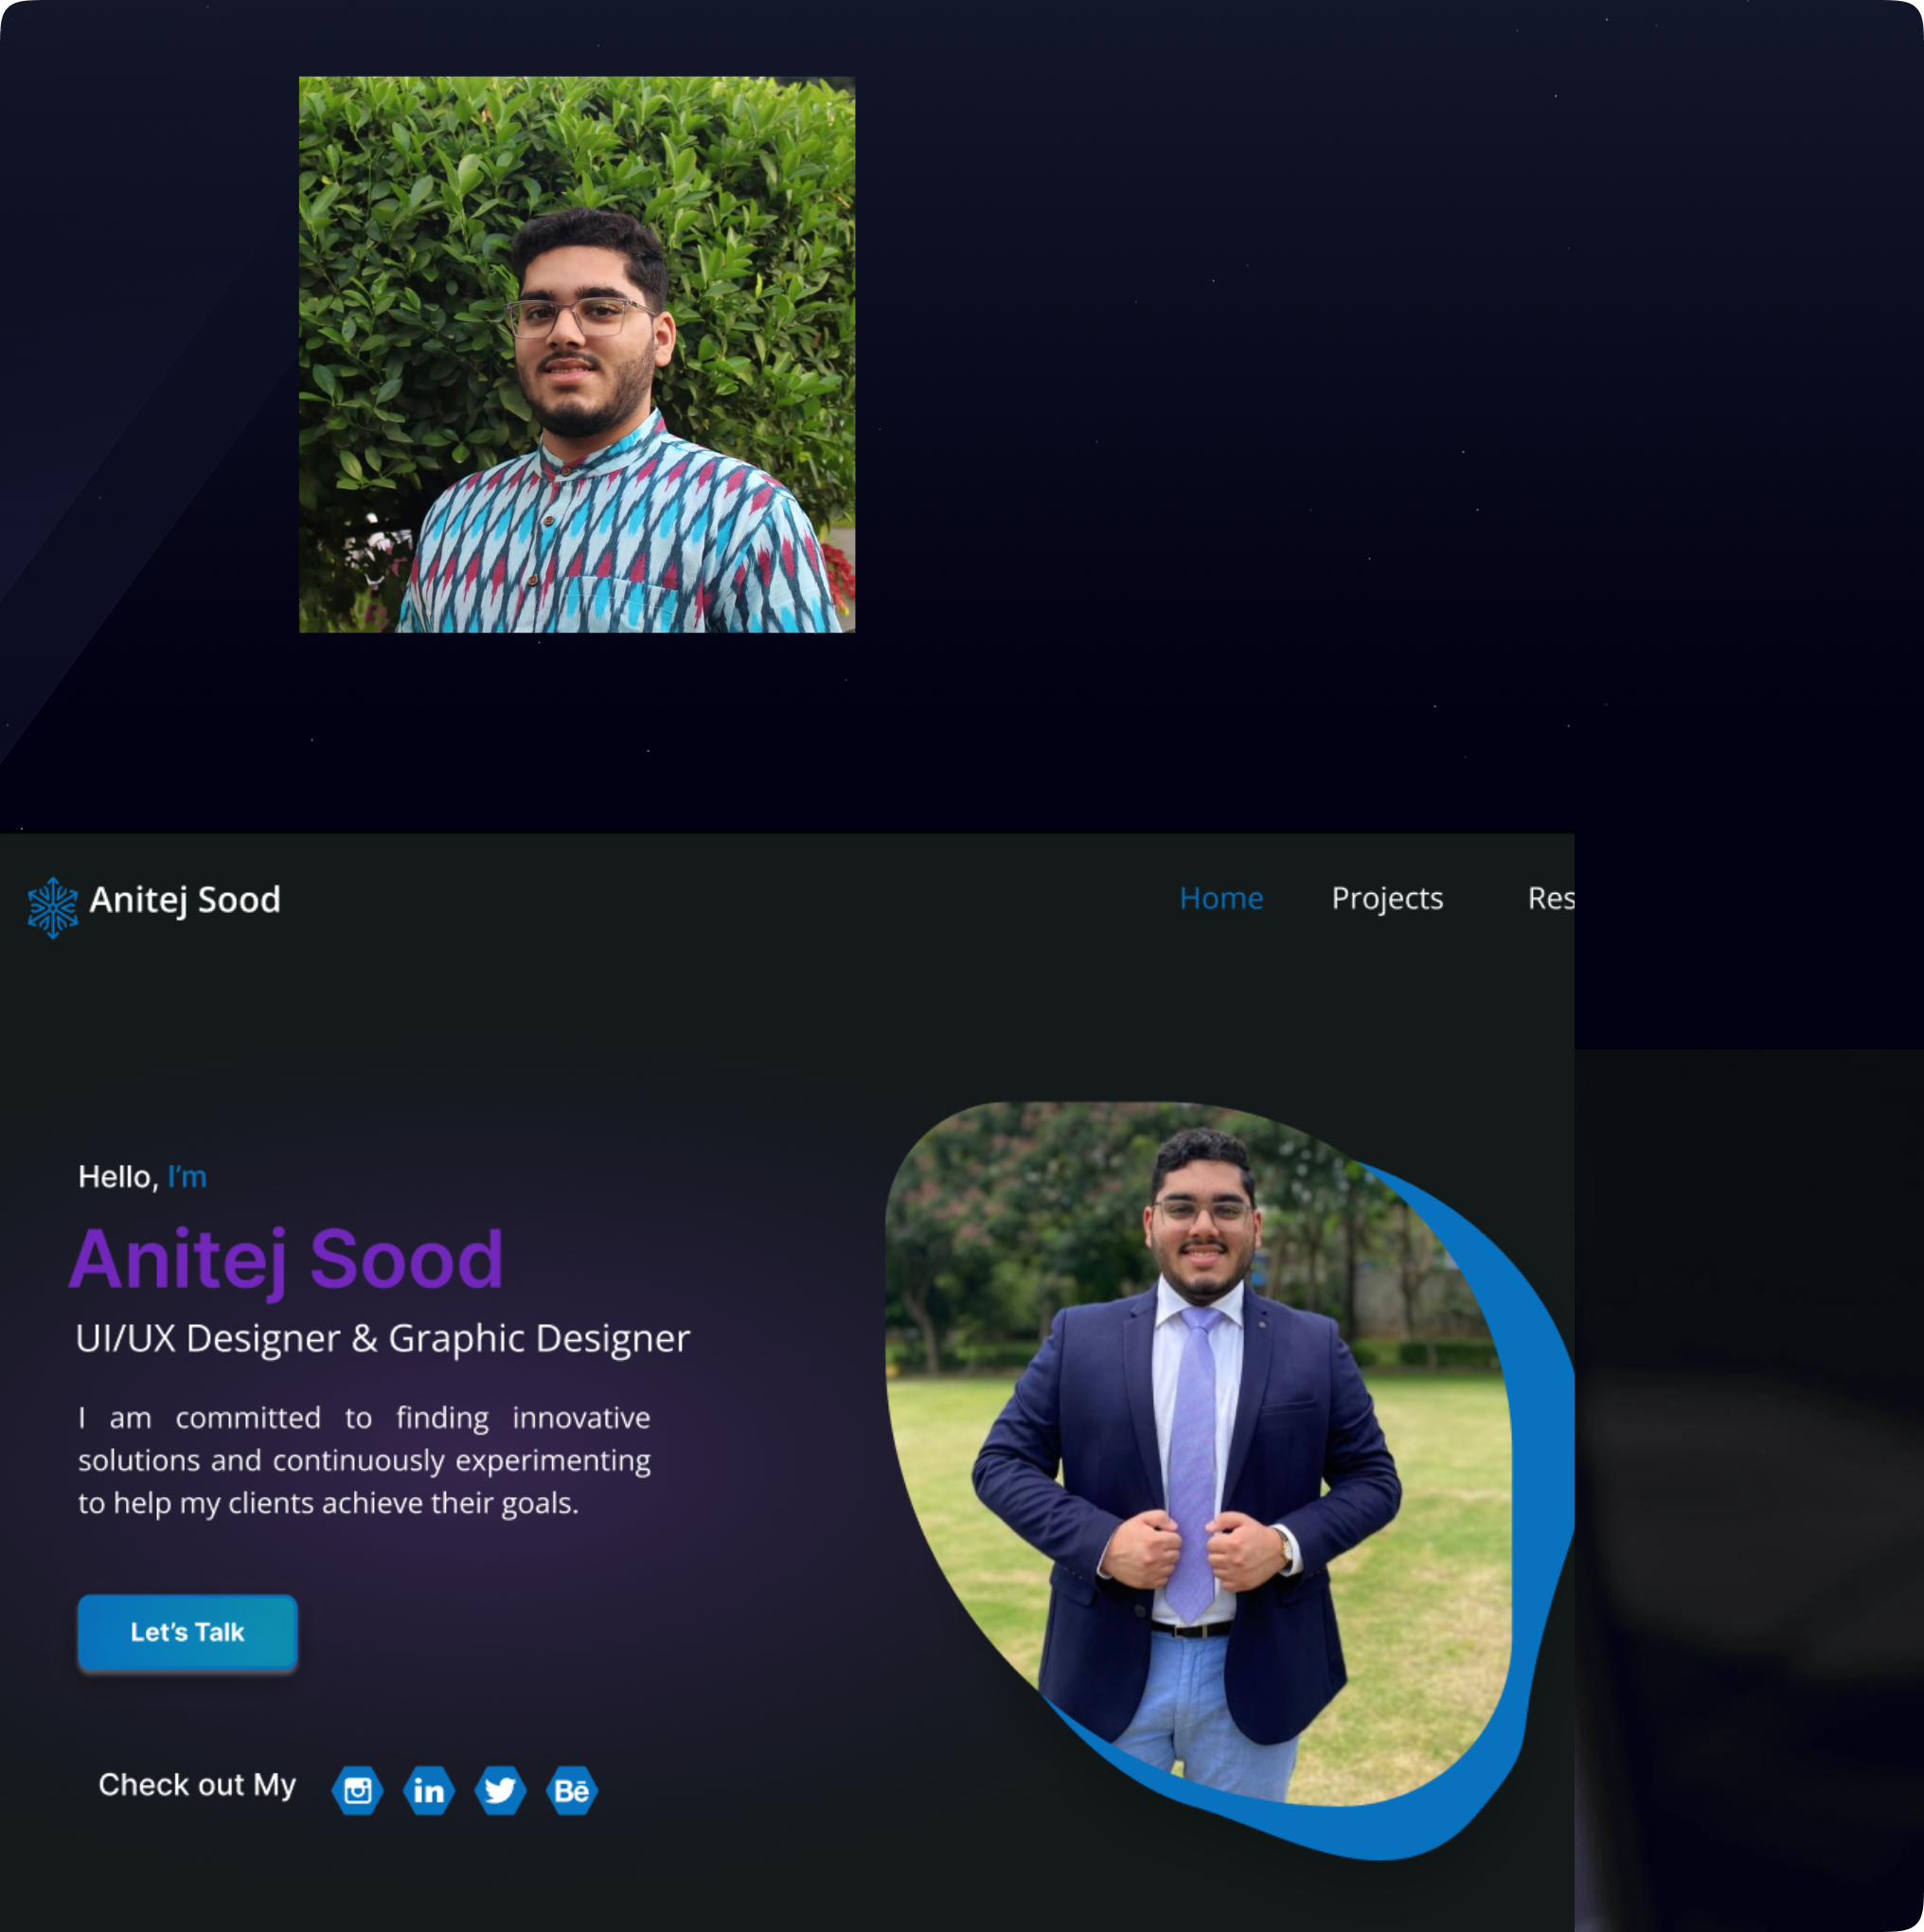 Anitej Sood
Home Projects Res
Hello, I’m
Anitej Sood
UI/UX Designer & Graphic Designer
I am committed to finding innovative
solutions and continuously experimenting
to help my clients achieve their goals.
Let’s Talk
Check out My
in
Bē